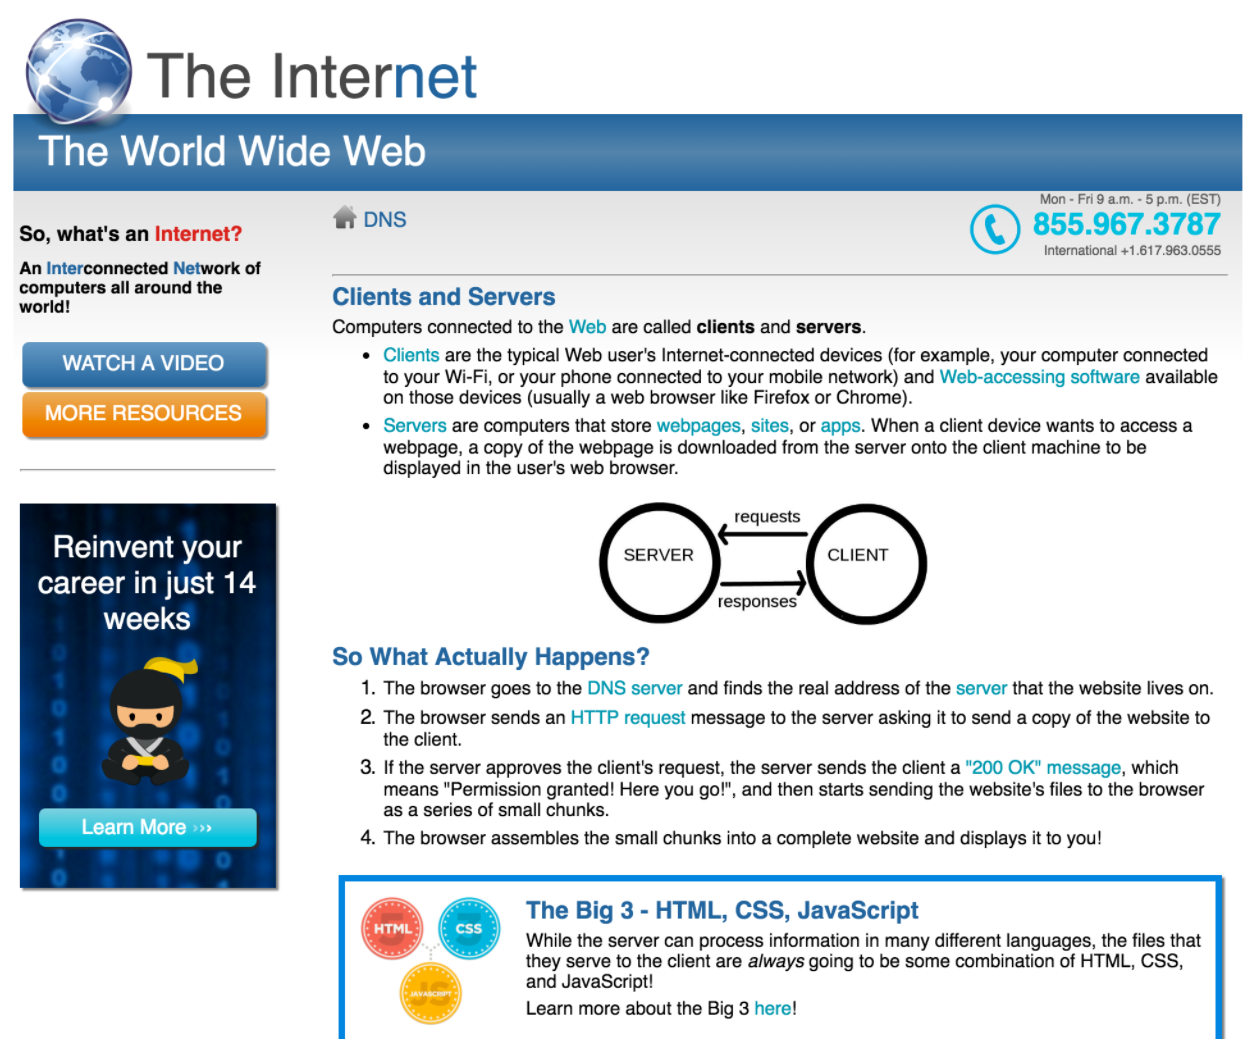 The Internet
The World Wide Web
So, what's an Internet?
An Interconnected Network of
computers all around the
world!
WATCH A VIDEO
MORE RESOURCES
Reinvent your
career in just 14
weeks
Learn More »»
DNS
Mon - Fri 9 a.m. - 5 p.m. (EST)
855.967.3787
International +1.617.963.0555
Clients and Servers
Computers connected to the Web are called clients and servers.
• Clients are the typical Web user's Internet-connected devices (for example, your computer connected
to your Wi-Fi, or your phone connected to your mobile network) and Web-accessing software available
on those devices (usually a web browser like Firefox or Chrome).
• Servers are computers that store webpages, sites, or apps. When a client device wants to access a
webpage, a copy of the webpage is downloaded from the server onto the client machine to be
displayed in the user's web browser.
requests
SERVER
CLIENT
responses
So What Actually Happens?
1. The browser goes to the DNS server and finds the real address of the server that the website lives on.
2. The browser sends an HTTP request message to the server asking it to send a copy of the website to
the client.
3. If the server approves the client's request, the server sends the client a "200 OK" message, which
means "Permission granted! Here you go!", and then starts sending the website's files to the browser
as a series of small chunks.
4. The browser assembles the small chunks into a complete website and displays it to you!
HTML
CSS
JAVASCRIPT
The Big 3 - HTML, CSS, JavaScript
While the server can process information in many different languages, the files that
they serve to the client are always going to be some combination of HTML, CSS,
and JavaScript!
Learn more about the Big 3 here!